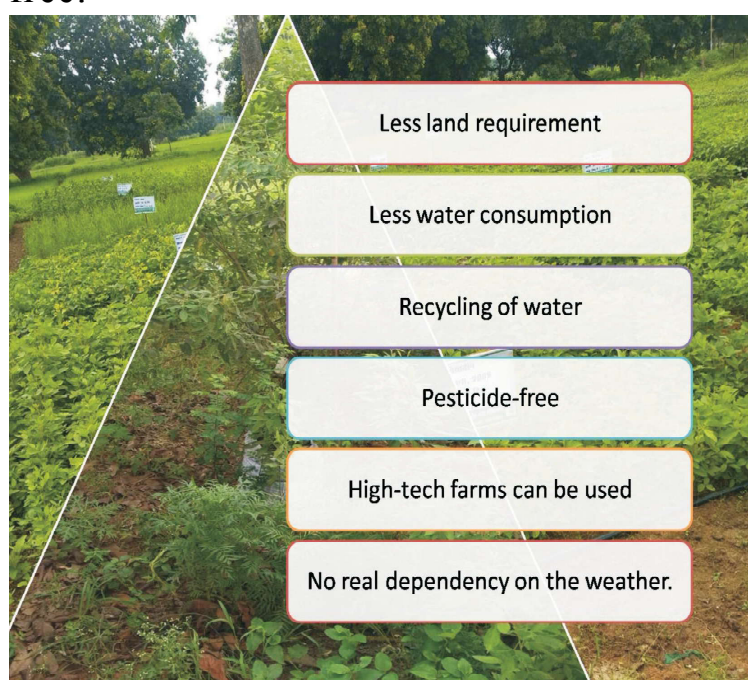 Less land requirement
Less water consumption
Recycling of water
Pesticide-free
High-tech farms can be used
No real dependency on the weather.